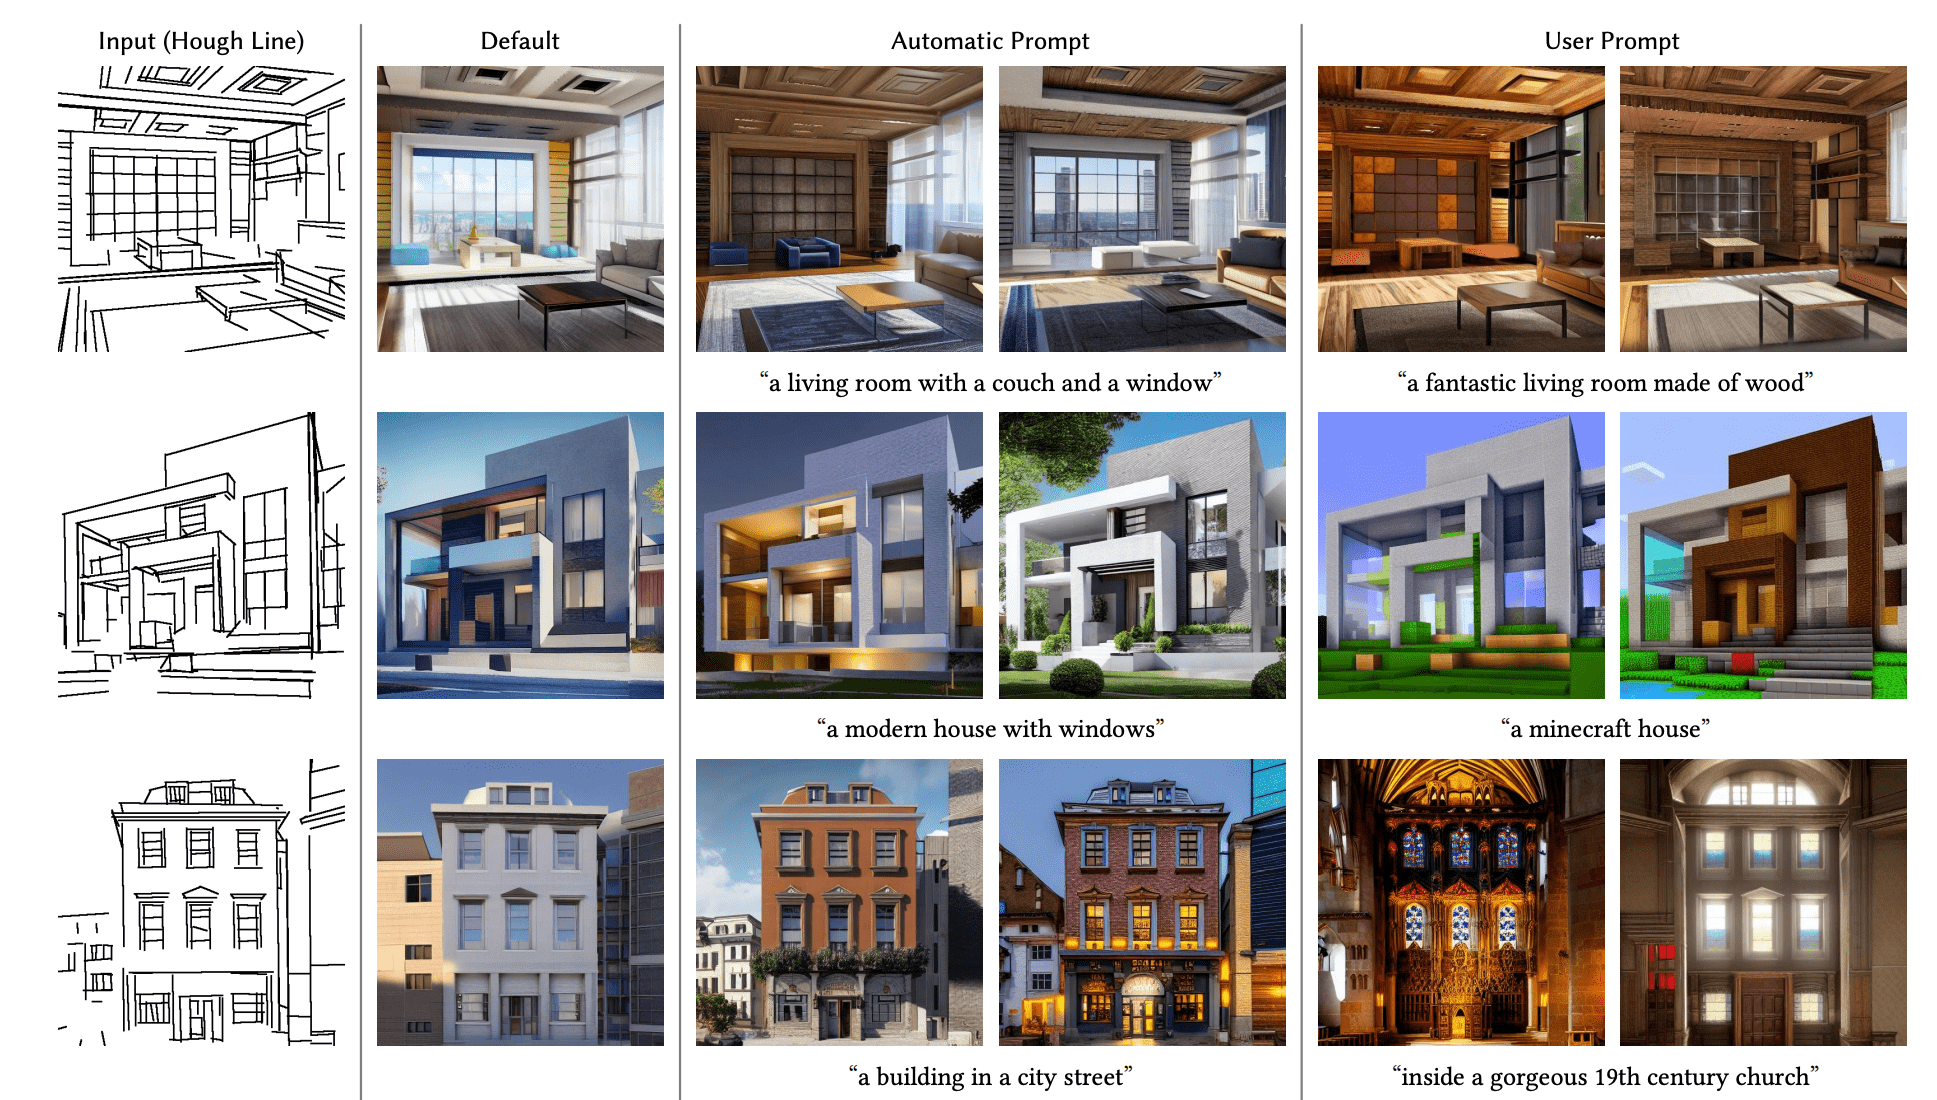 Input (Hough Line)
Default
Automatic Prompt
User Prompt
“a living room with a couch and a window”
“a fantastic living room made of wood”
“a modern house with windows”
“a minecraft house”
“a building in a city street”
“inside a gorgeous 19th century church”